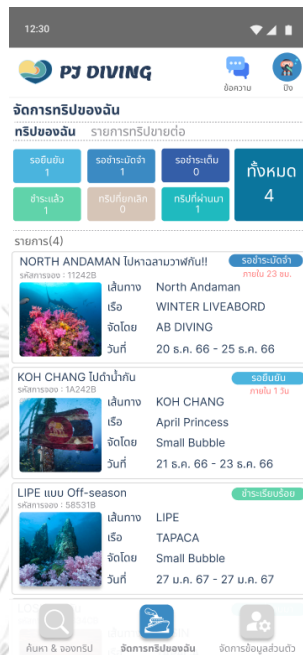 12:30
PJ DIVING
ข้อความ
ปิง
จัดการทริปของฉัน
ทริปของฉัน รายการทริปขายต่อ
รอยืนยัน
1
รอชำระมัดจำ
1
รอชำระเต็ม
0
ทั้งหมด
4
ชำระแล้ว
1
ทริปที่ยกเลิก
0
ทริปที่ผ่านมา
1
รายการ(4)
NORTH ANDAMAN ไปหาฉลามวาฬกัน!! รอชำระมัดจำ
รหัสการจอง : 11242B ภายใน 23 ชม.
เส้นทาง North Andaman
เรือ WINTER LIVEABORD
จัดโดย AB DIVING
วันที่ 20 ธ.ค. 66 - 25 ธ.ค. 66
KOH CHANG ไปดำน้ำกัน รอยืนยัน
รหัสการจอง : 1A242B ภายใน 1 วัน
เส้นทาง KOH CHANG
เรือ April Princess
จัดโดย Small Bubble
วันที่ 21 ธ.ค. 66 - 23 ธ.ค. 66
LIPE แบบ Off-season ชำระเรียบร้อย
รหัสการจอง : 58531B
เส้นทาง LIPE
เรือ TAPACA
จัดโดย Small Bubble
วันที่ 27 ม.ค. 67 - 27 ม.ค. 67
ค้นหา & จองทริป จัดการทริปของฉัน จัดการข้อมูลส่วนตัว